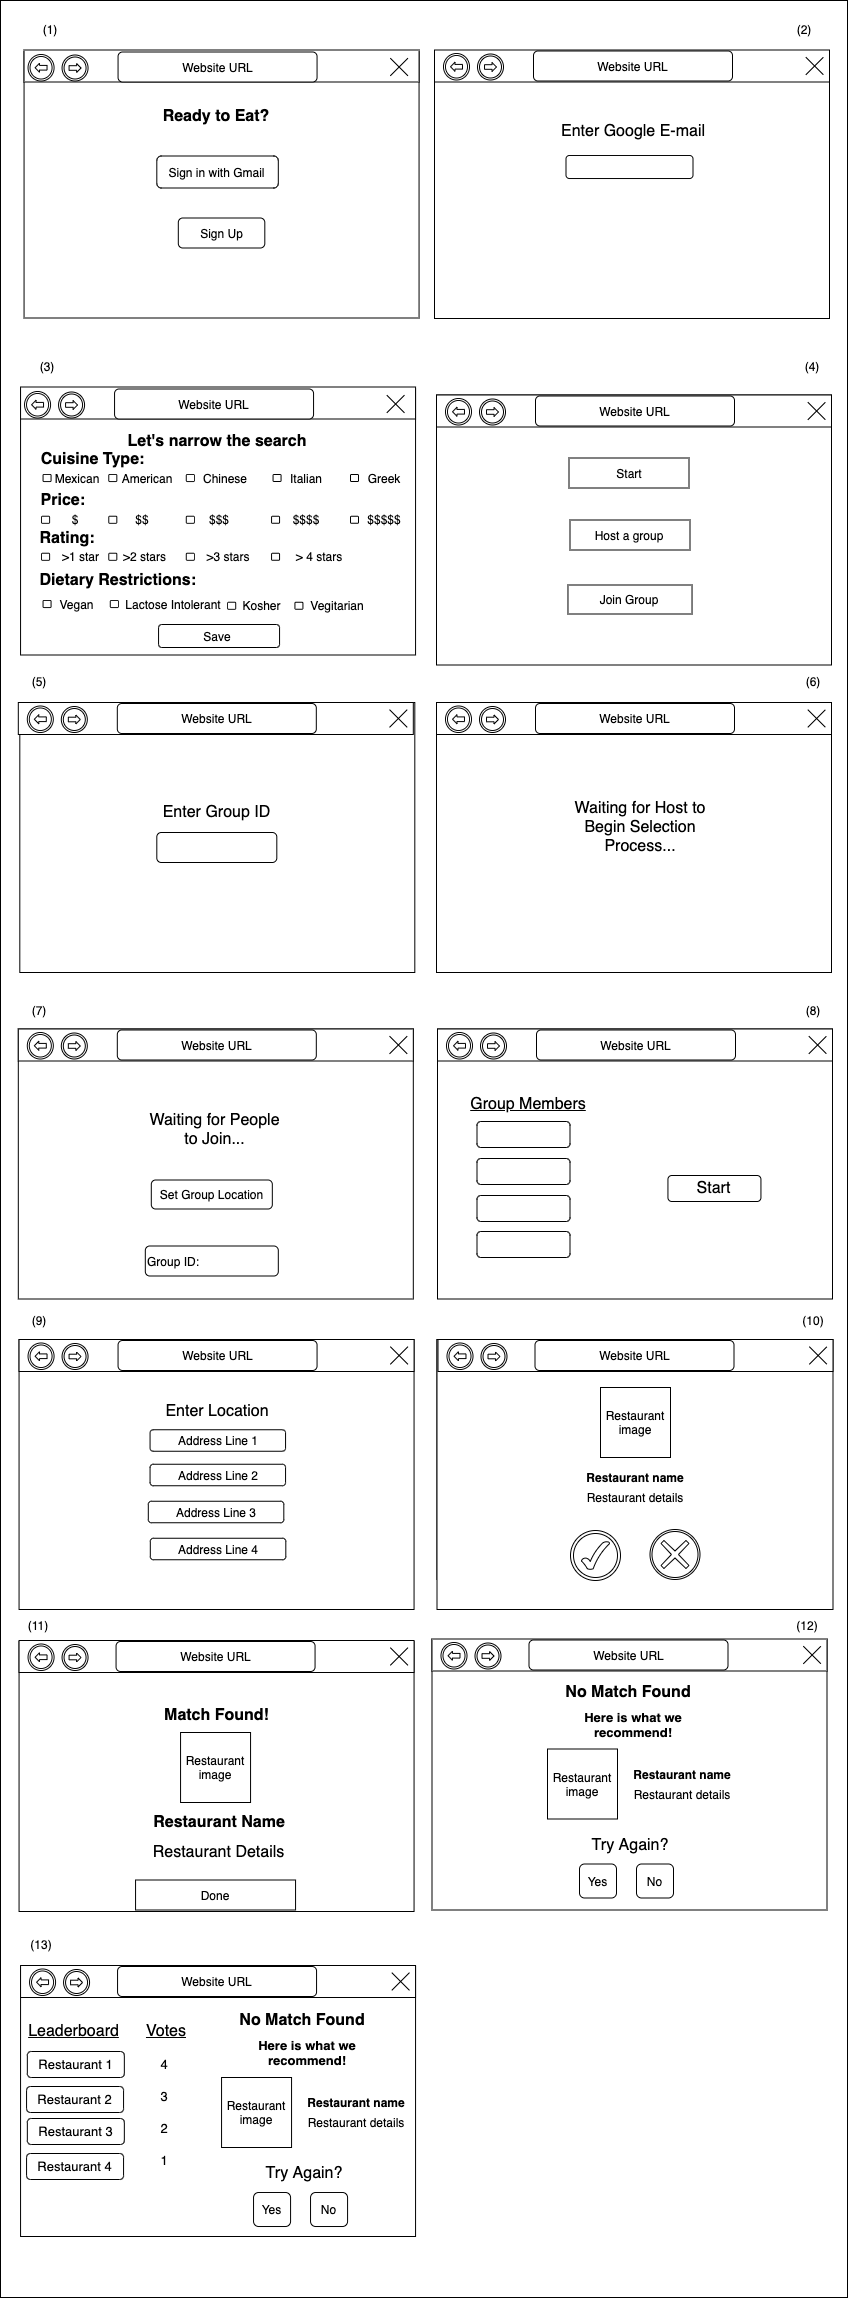 (1)
Website URL
Ready to Eat?
Sign in with Gmail
Sign Up
(2)
Website URL
Enter Google E-mail
(3)
Website URL
Let's narrow the search
Cuisine Type:
Mexican American Chinese Italian Greek
Price:
$ $$ $$$ $$$$ $$$$$
Rating:
>1 star >2 stars >3 stars > 4 stars
Dietary Restrictions:
Vegan Lactose Intolerant Kosher Vegitarian
Save
(4)
Website URL
Start
Host a group
Join Group
(5)
Website URL
Enter Group ID
(6)
Website URL
Waiting for Host to
Begin Selection
Process...
(7)
Website URL
Waiting for People
to Join...
Set Group Location
Group ID:
(8)
Website URL
Group Members
Start
(9)
Website URL
Enter Location
Address Line 1
Address Line 2
Address Line 3
Address Line 4
(10)
Website URL
Restaurant
image
Restaurant name
Restaurant details
(11)
Website URL
Match Found!
Restaurant
image
Restaurant Name
Restaurant Details
Done
(12)
Website URL
No Match Found
Here is what we
recommend!
Restaurant
image
Restaurant name
Restaurant details
Try Again?
Yes No
(13)
Website URL
Leaderboard Votes
Restaurant 1 4
Restaurant 2 3
Restaurant 3 2
Restaurant 4 1
No Match Found
Here is what we
recommend!
Restaurant
image
Restaurant name
Restaurant details
Try Again?
Yes No